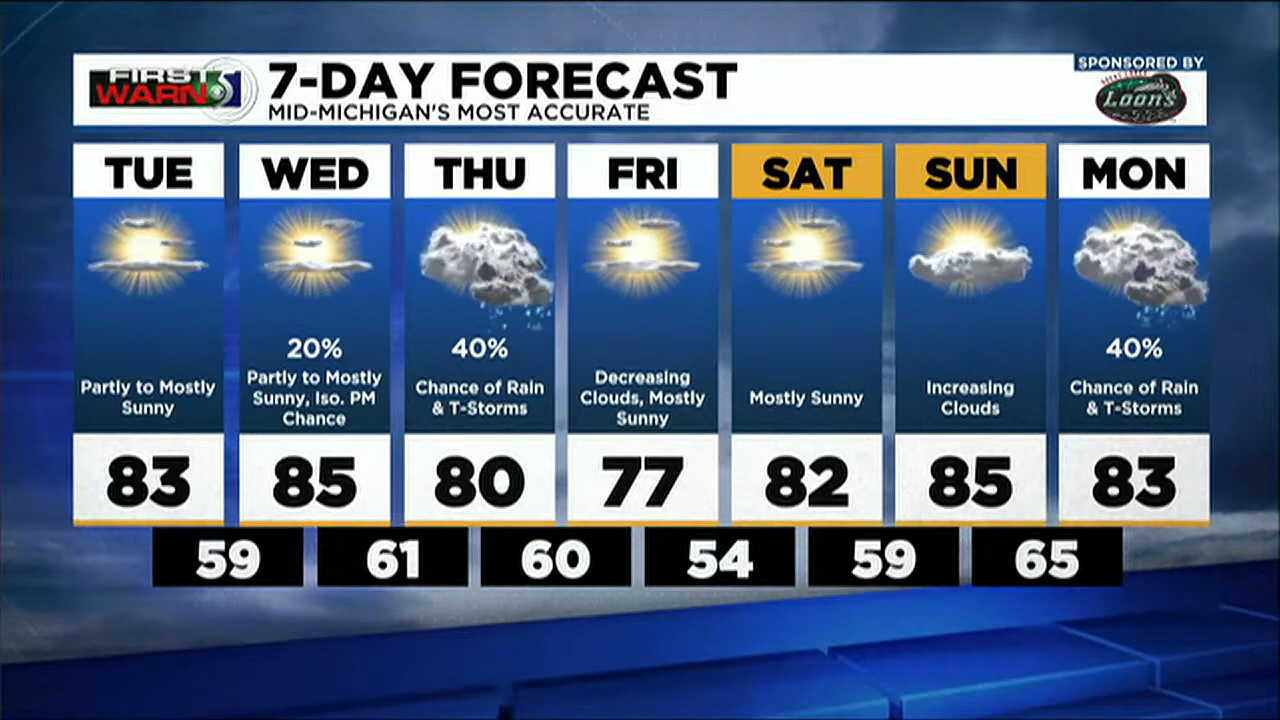 FIRST
WARN 5
7-DAY FORECAST
MID-MICHIGAN'S MOST ACCURATE
SPONSORED BY
Loons
TUE
WED
THU
FRI
SAT
SUN
MON
20%
40%
40%
Partly to Mostly
Sunny
Partly to Mostly
Sunny, Iso. PM
Chance
Chance of Rain
& T-Storms
Decreasing
Clouds, Mostly
Sunny
Mostly Sunny
Increasing
Clouds
Chance of Rain
& T-Storms
83
85
80
77
82
85
83
59
61
60
54
59
65